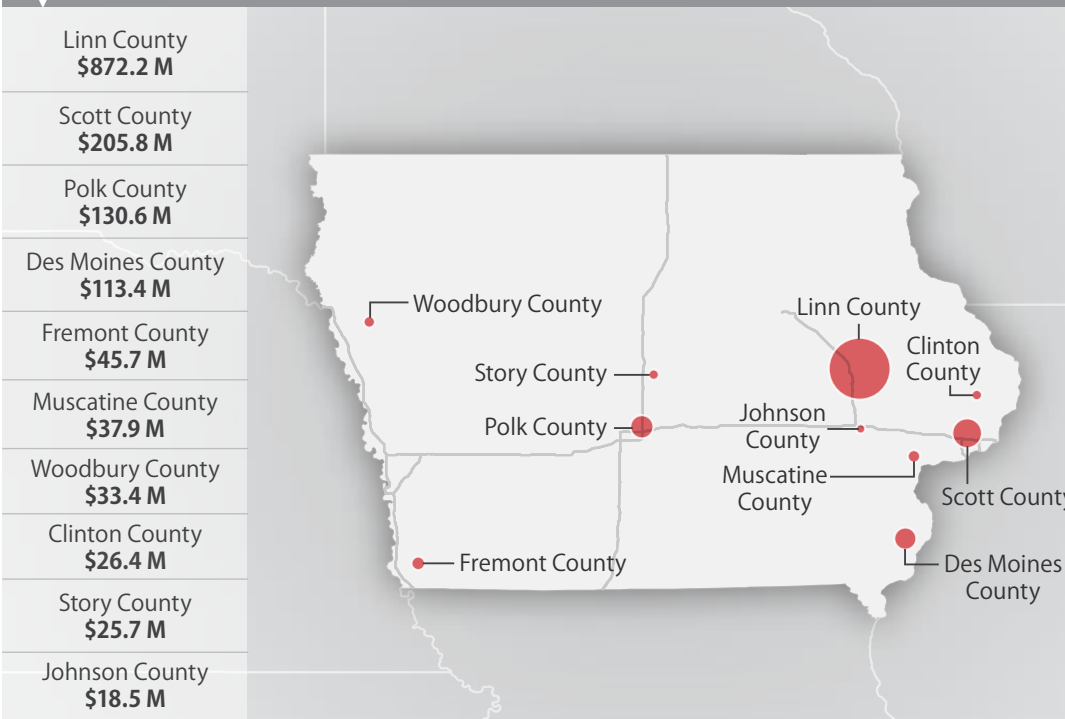 Linn County
$872.2 M
Scott County
$205.8 M
Polk County
$130.6 M
Des Moines County
$113.4 M
Fremont County
$45.7 M
Muscatine County
$37.9 M
Woodbury County
$33.4 M
Clinton County
$26.4 M
Story County
$25.7 M
Johnson County
$18.5 M
Woodbury County
Linn County
Clinton
County
Story County
Polk County
Johnson
County
Muscatine
County
Scott County
Fremont County
Des Moines
County